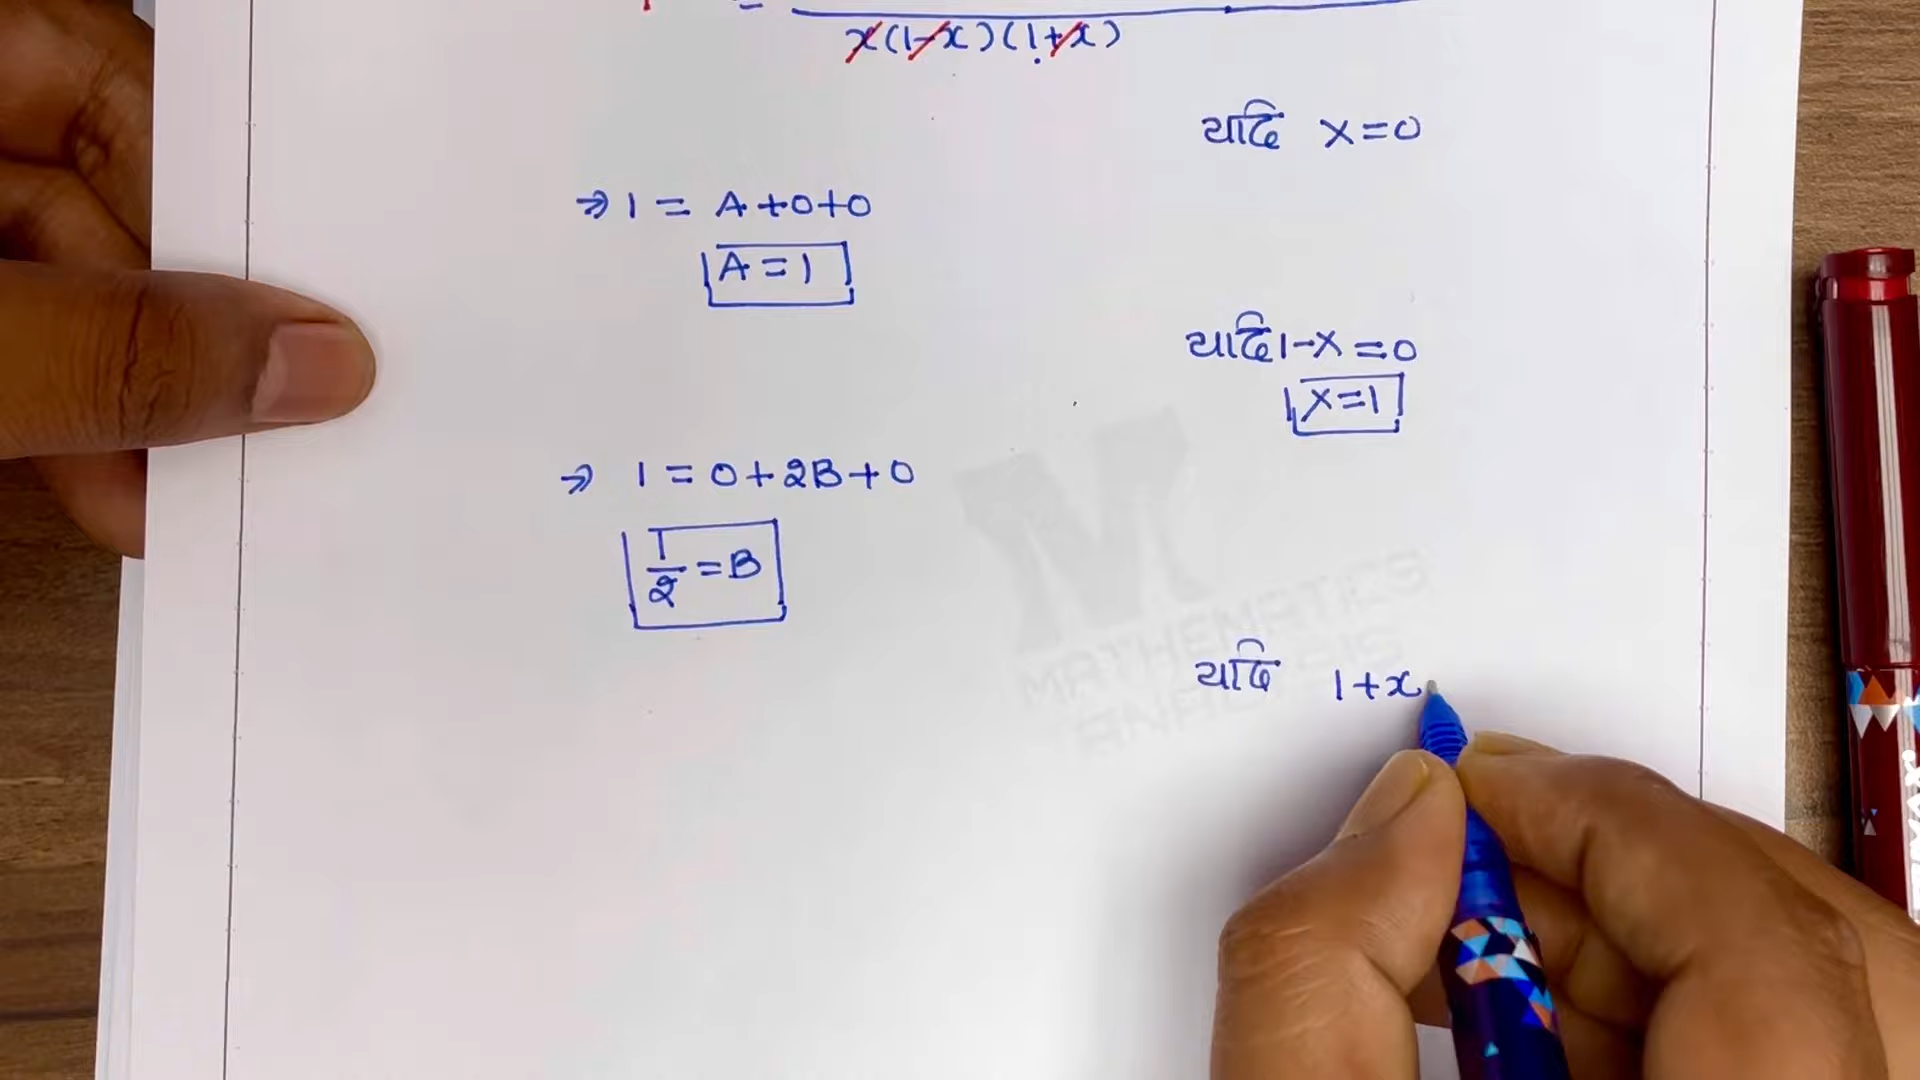 x(1-x)(1+x)
यदि x=0
⇒ 1 = A+0+0
A=1
यदि 1-x=0
x=1
⇒ 1 = 0+2B+0
1/2 = B
यदि 1+x
MATHEMATICS
ANALYSIS